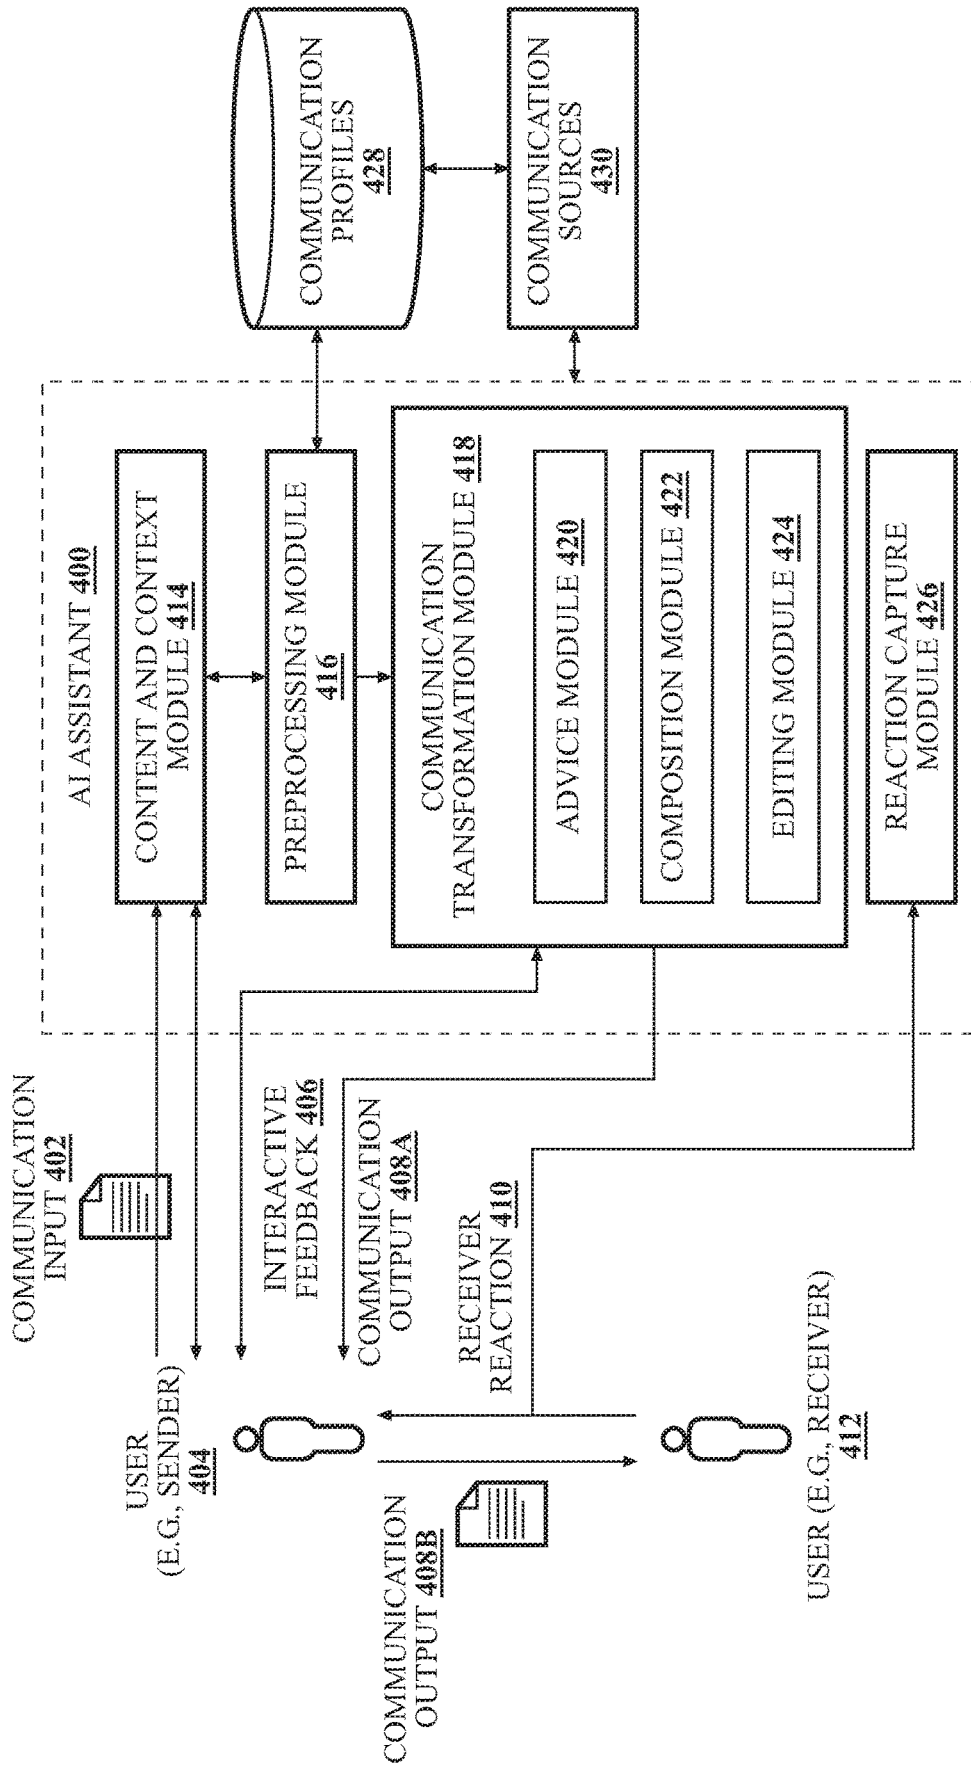 COMMUNICATION
INPUT 402
USER
(E.G., SENDER)
404
INTERACTIVE
FEEDBACK 406
COMMUNICATION
OUTPUT 408A
COMMUNICATION
OUTPUT 408B
RECEIVER
REACTION 410
USER (E.G., RECEIVER)
412
AI ASSISTANT 400
CONTENT AND CONTEXT
MODULE 414
PREPROCESSING MODULE
416
COMMUNICATION
TRANSFORMATION MODULE 418
ADVICE MODULE 420
COMPOSITION MODULE 422
EDITING MODULE 424
REACTION CAPTURE
MODULE 426
COMMUNICATION
PROFILES
428
COMMUNICATION
SOURCES
430